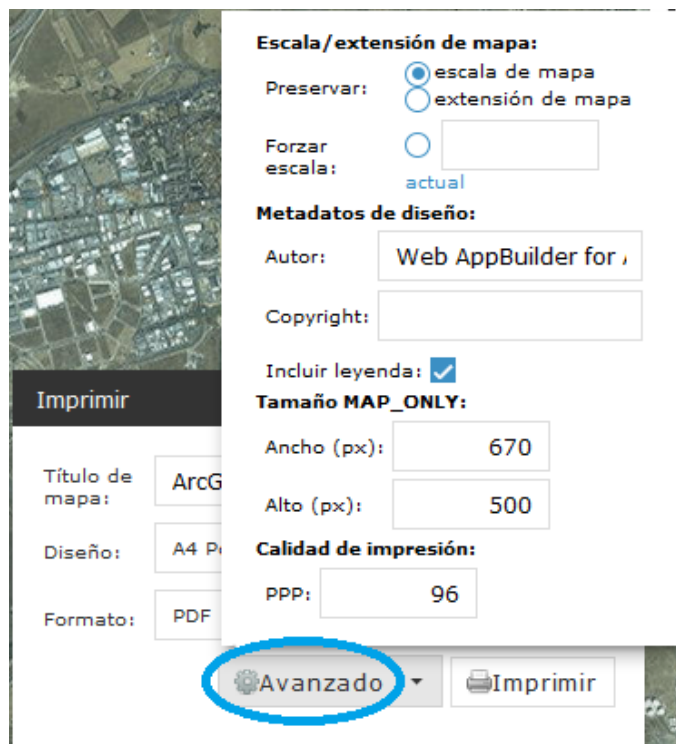 Escala/extensión de mapa:
Preservar:
escala de mapa
extensión de mapa
Forzar
escala:
actual
Metadatos de diseño:
Autor: Web AppBuilder for
Copyright:
Incluir leyenda:
Tamaño MAP_ONLY:
Ancho (px): 670
Alto (px): 500
Calidad de impresión:
PPP: 96
Imprimir
Título de
mapa:
ArcG
Diseño: A4
Formato: PDF
Avanzado
Imprimir